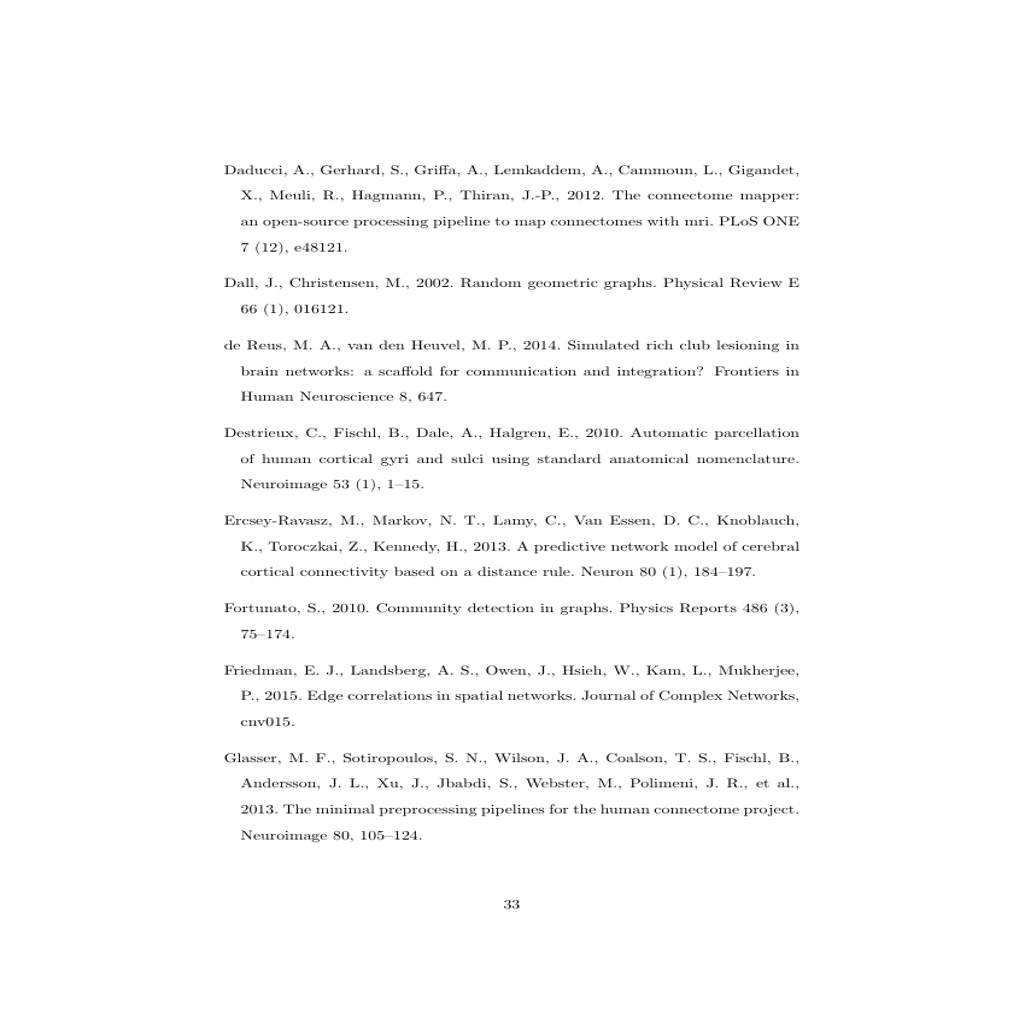 Daducci, A., Gerhard, S., Griffa, A., Lemkaddem, A., Cammoun, L., Gigandet,
X., Meuli, R., Hagmann, P., Thiran, J.-P., 2012. The connectome mapper:
an open-source processing pipeline to map connectomes with mri. PLoS ONE
7 (12), e48121.
Dall, J., Christensen, M., 2002. Random geometric graphs. Physical Review E
66 (1), 016121.
de Reus, M. A., van den Heuvel, M. P., 2014. Simulated rich club lesioning in
brain networks: a scaffold for communication and integration? Frontiers in
Human Neuroscience 8, 647.
Destrieux, C., Fischl, B., Dale, A., Halgren, E., 2010. Automatic parcellation
of human cortical gyri and sulci using standard anatomical nomenclature.
Neuroimage 53 (1), 1–15.
Ercsey-Ravasz, M., Markov, N. T., Lamy, C., Van Essen, D. C., Knoblauch,
K., Toroczkai, Z., Kennedy, H., 2013. A predictive network model of cerebral
cortical connectivity based on a distance rule. Neuron 80 (1), 184–197.
Fortunato, S., 2010. Community detection in graphs. Physics Reports 486 (3),
75–174.
Friedman, E. J., Landsberg, A. S., Owen, J., Hsieh, W., Kam, L., Mukherjee,
P., 2015. Edge correlations in spatial networks. Journal of Complex Networks,
cnv015.
Glasser, M. F., Sotiropoulos, S. N., Wilson, J. A., Coalson, T. S., Fischl, B.,
Andersson, J. L., Xu, J., Jbabdi, S., Webster, M., Polimeni, J. R., et al.,
2013. The minimal preprocessing pipelines for the human connectome project.
Neuroimage 80, 105–124.
33